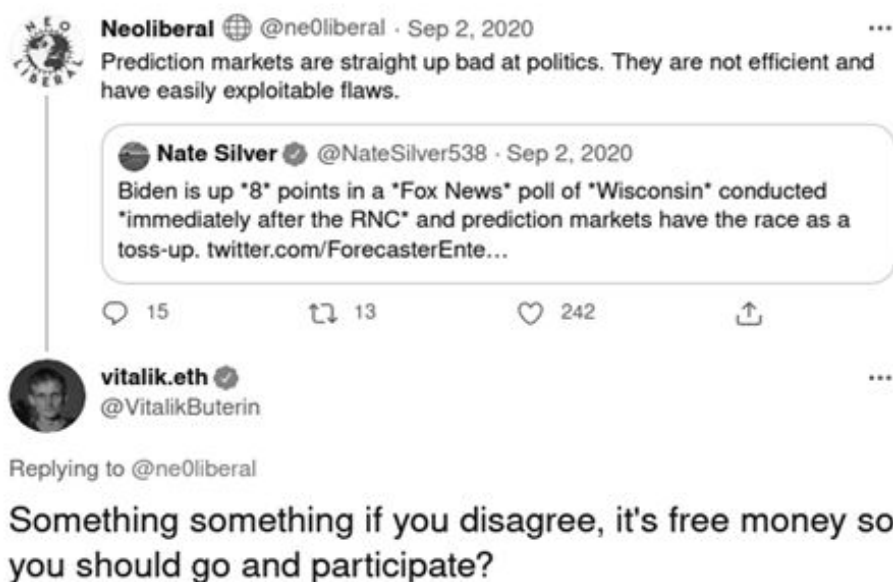 NEO
LIBERAL
Neoliberal @ne0liberal · Sep 2, 2020
Prediction markets are straight up bad at politics. They are not efficient and
have easily exploitable flaws.
Nate Silver @NateSilver538 · Sep 2, 2020
Biden is up *8* points in a *Fox News* poll of *Wisconsin* conducted
*immediately after the RNC* and prediction markets have the race as a
toss-up. twitter.com/ForecasterEnte...
15 13 242
vitalik.eth
@VitalikButerin
Replying to @ne0liberal
Something something if you disagree, it's free money so
you should go and participate?